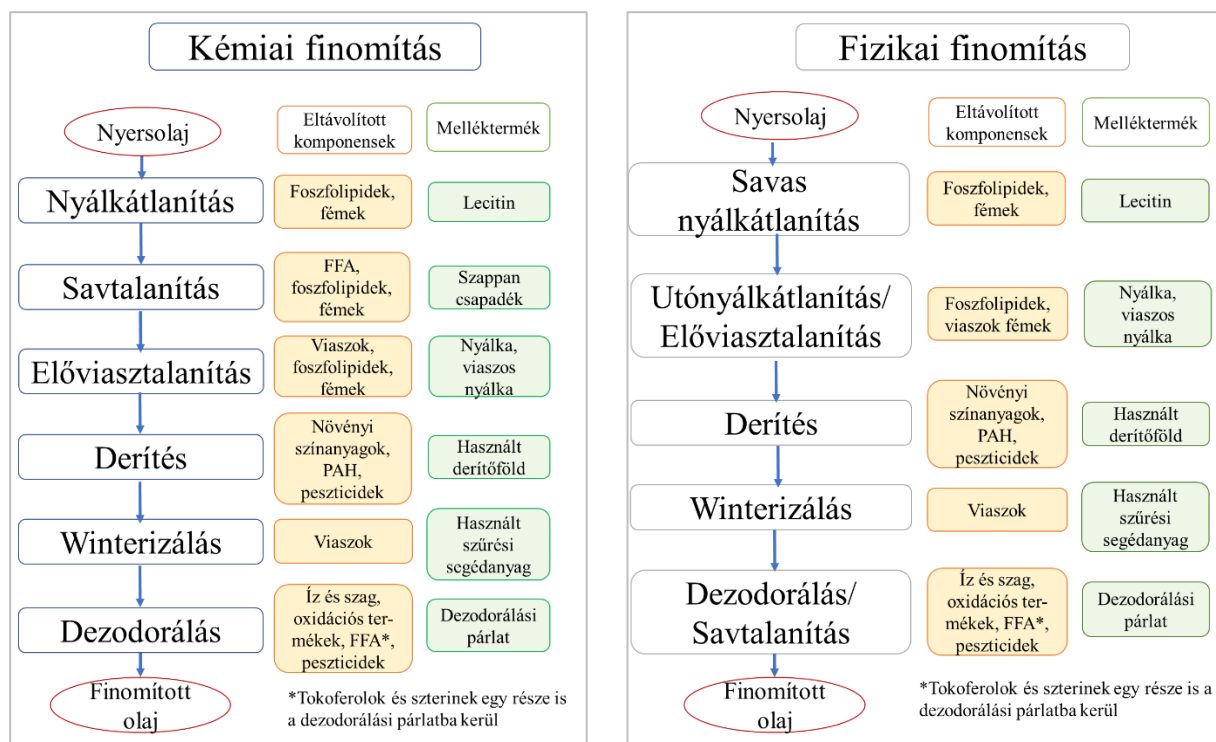 Kémiai finomítás
Nyersolaj
Eltávolított
komponensek
Melléktermék
Nyálkátlanítás
Foszfolipidek,
fémek
Lecitin
Savtalanítás
FFA,
foszfolipidek,
fémek
Szappan
csapadék
Előviasztalanítás
Viaszok,
foszfolipidek,
fémek
Nyálka,
viaszos
nyálka
Derítés
Növényi
színanyagok,
PAH,
peszticidek
Használt
derítőföld
Winterizálás
Viaszok
Használt
szűrési
segédanyag
Dezodorálás
Íz és szag,
oxidációs ter-
mékek, FFA*,
peszticidek
Dezodorálási
párlat
Finomított
olaj
*Tokoferolok és szterinek egy része is
a dezodorálási párlatba kerül
Fizikai finomítás
Nyersolaj
Eltávolított
komponensek
Melléktermék
Savas
nyálkátlanítás
Foszfolipidek,
fémek
Lecitin
Utónyálkátlanítás/
Előviasztalanítás
Foszfolipidek,
viaszok fémek
Nyálka,
viaszos
nyálka
Derítés
Növényi
színanyagok,
PAH,
peszticidek
Használt
derítőföld
Winterizálás
Viaszok
Használt
szűrési
segédanyag
Dezodorálás/
Savtalanítás
Íz és szag,
oxidációs ter-
mékek, FFA*,
peszticidek
Dezodorálási
párlat
Finomított
olaj
*Tokoferolok és szterinek egy része is a
dezodorálási párlatba kerül